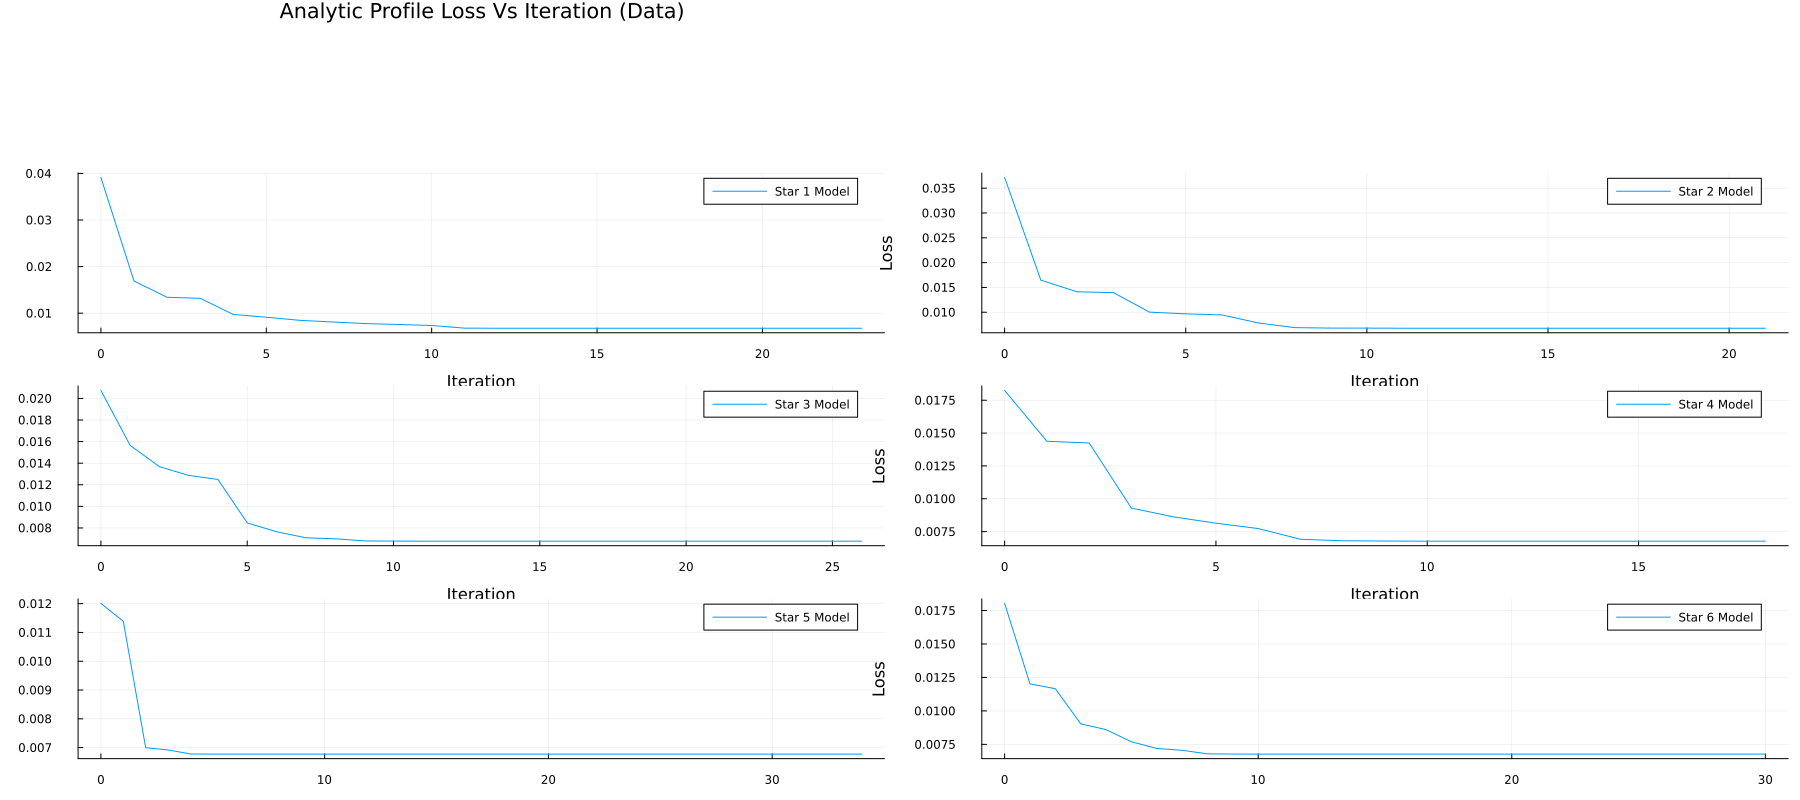 Analytic Profile Loss Vs Iteration (Data)
0.04
0.03
0.02
0.01
0 5 10 15 20
Star 1 Model
Iteration
Loss
0.035
0.030
0.025
0.020
0.015
0.010
0 5 10 15 20
Star 2 Model
Iteration
0.020
0.018
0.016
0.014
0.012
0.010
0.008
0 5 10 15 20 25
Star 3 Model
Iteration
Loss
0.0175
0.0150
0.0125
0.0100
0.0075
0 5 10 15
Star 4 Model
Iteration
0.012
0.011
0.010
0.009
0.008
0.007
0 10 20 30
Star 5 Model
Loss
0.0175
0.0150
0.0125
0.0100
0.0075
0 10 20 30
Star 6 Model